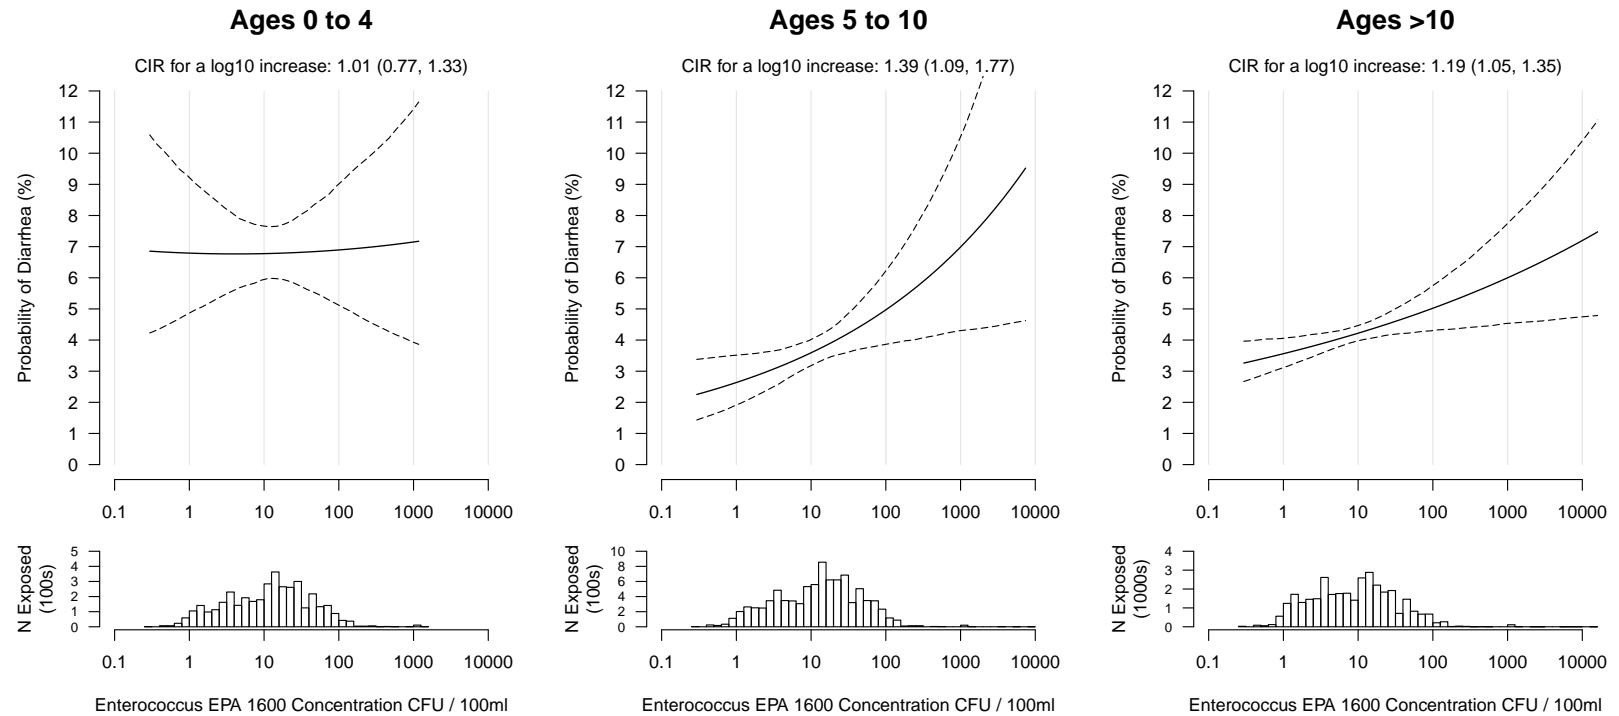 Ages 0 to 4
CIR for a log10 increase: 1.01 (0.77, 1.33)
Probability of Diarrhea (%)
12
11
10
9
8
7
6
5
4
3
2
1
0
0.1 1 10 100 1000 10000
N Exposed
(100s)
5
4
3
2
1
0
0.1 1 10 100 1000 10000
Enterococcus EPA 1600 Concentration CFU / 100ml
Ages 5 to 10
CIR for a log10 increase: 1.39 (1.09, 1.77)
Probability of Diarrhea (%)
12
11
10
9
8
7
6
5
4
3
2
1
0
0.1 1 10 100 1000 10000
N Exposed
(100s)
10
8
6
4
2
0
0.1 1 10 100 1000 10000
Enterococcus EPA 1600 Concentration CFU / 100ml
Ages >10
CIR for a log10 increase: 1.19 (1.05, 1.35)
Probability of Diarrhea (%)
12
11
10
9
8
7
6
5
4
3
2
1
0
0.1 1 10 100 1000 10000
N Exposed
(1000s)
4
3
2
1
0
0.1 1 10 100 1000 10000
Enterococcus EPA 1600 Concentration CFU / 100ml